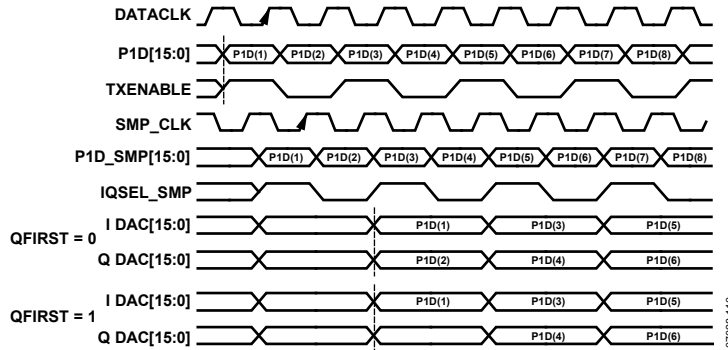 DATACLK
P1D[15:0] P1D(1) P1D(2) P1D(3) P1D(4) P1D(5) P1D(6) P1D(7) P1D(8)
TXENABLE
SMP_CLK
P1D_SMP[15:0] P1D(1) P1D(2) P1D(3) P1D(4) P1D(5) P1D(6) P1D(7) P1D(8)
IQSEL_SMP
QFIRST = 0
I DAC[15:0] P1D(1) P1D(3) P1D(5)
Q DAC[15:0] P1D(2) P1D(4) P1D(6)
QFIRST = 1
I DAC[15:0] P1D(1) P1D(3) P1D(5)
Q DAC[15:0] P1D(4) P1D(6)